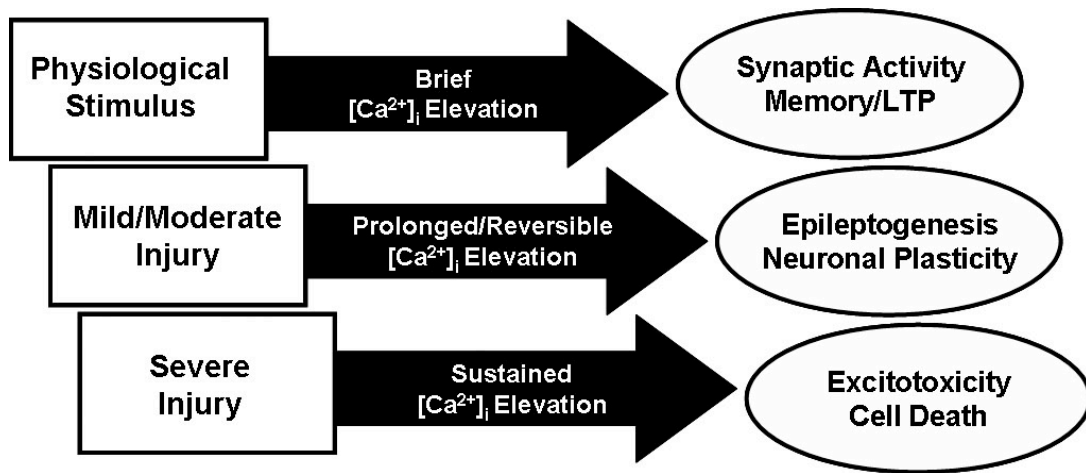 Physiological
Stimulus
Brief
[Ca²⁺]ᵢ Elevation
Synaptic Activity
Memory/LTP
Mild/Moderate
Injury
Prolonged/Reversible
[Ca²⁺]ᵢ Elevation
Epileptogenesis
Neuronal Plasticity
Severe
Injury
Sustained
[Ca²⁺]ᵢ Elevation
Excitotoxicity
Cell Death